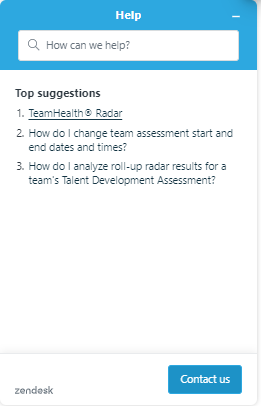 Help
How can we help?
Top suggestions
1. TeamHealth® Radar
2. How do I change team assessment start and
end dates and times?
3. How do I analyze roll-up radar results for a
team's Talent Development Assessment?
Contact us
zendesk